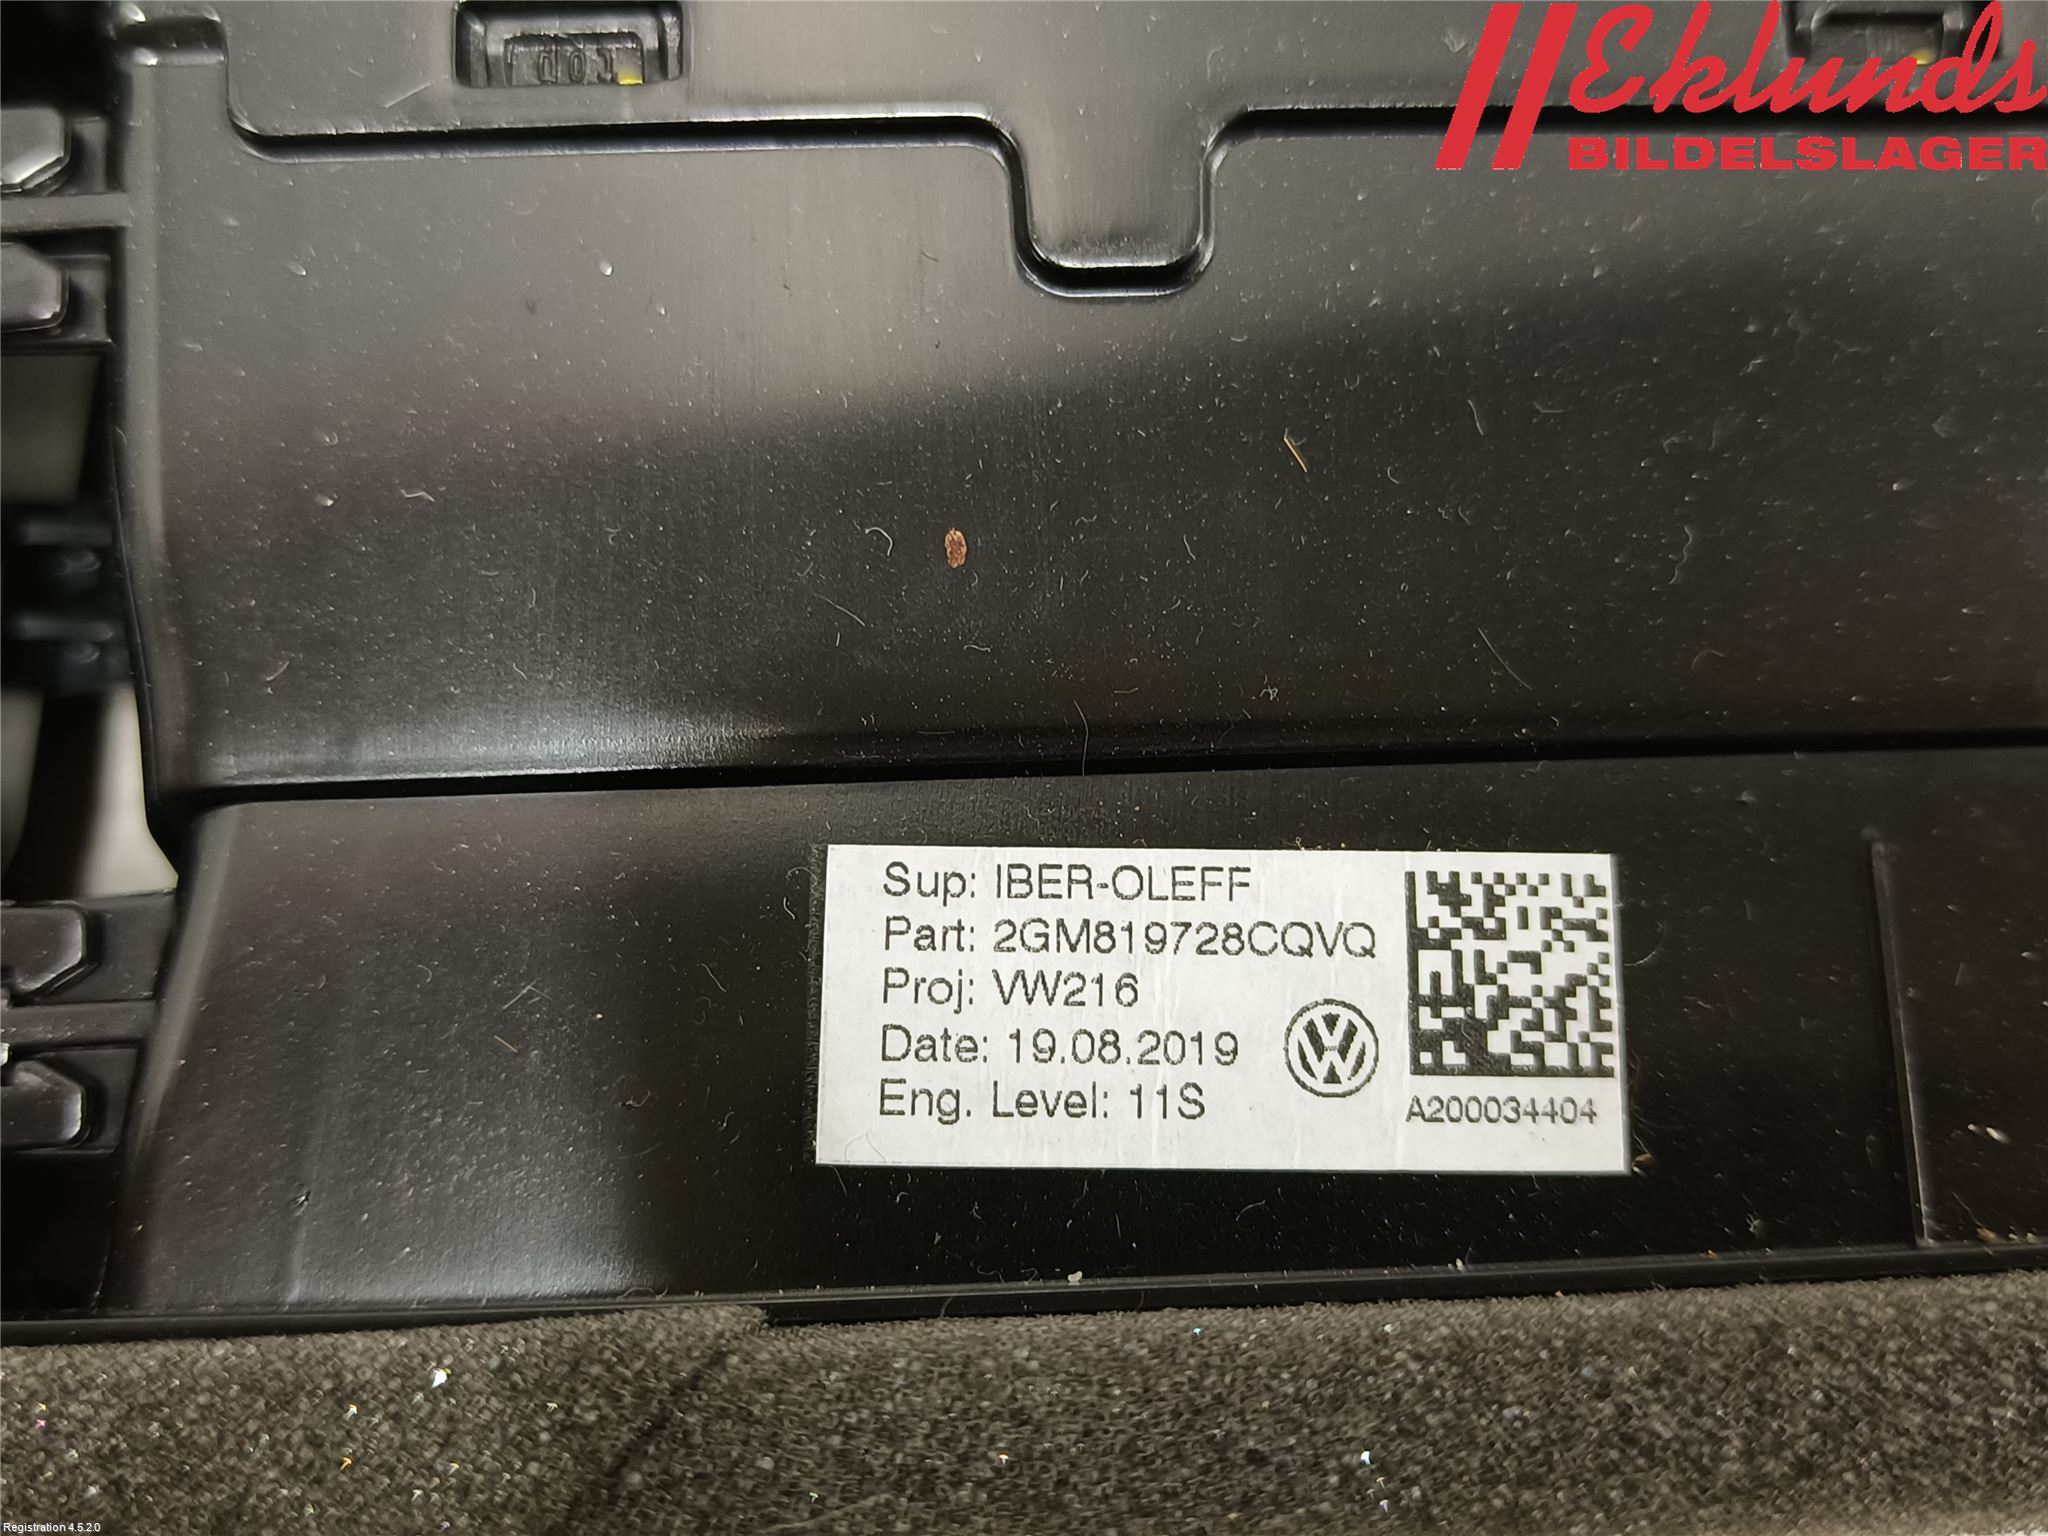 Eklunds
BILDELSLAGER
Sup: IBER-OLEFF
Part: 2GM819728CQVQ
Proj: VW216
Date: 19.08.2019
Eng. Level: 11S
A200034404
Registration 4.5.2.0